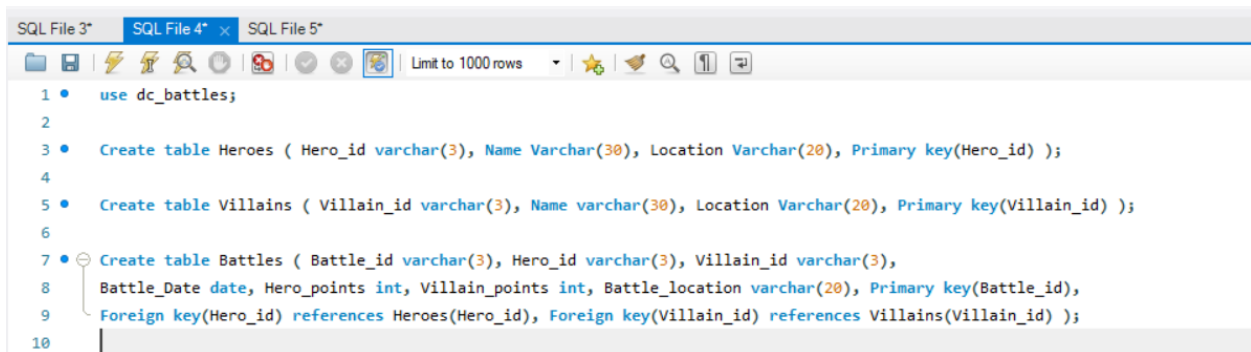 SQL File 3* SQL File 4* × SQL File 5*
Limit to 1000 rows
1 use dc_battles;
2
3 Create table Heroes ( Hero_id varchar(3), Name Varchar(30), Location Varchar(20), Primary key(Hero_id) );
4
5 Create table Villains ( Villain_id varchar(3), Name varchar(30), Location Varchar(20), Primary key(Villain_id) );
6
7 Create table Battles ( Battle_id varchar(3), Hero_id varchar(3), Villain_id varchar(3),
8 Battle_Date date, Hero_points int, Villain_points int, Battle_location varchar(20), Primary key(Battle_id),
9 Foreign key(Hero_id) references Heroes(Hero_id), Foreign key(Villain_id) references Villains(Villain_id) );
10